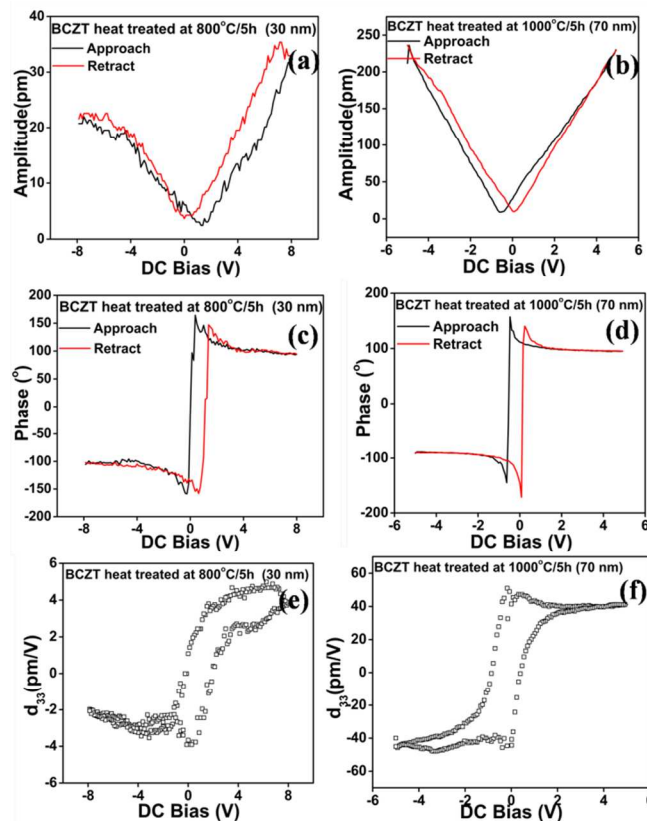 BCZT heat treated at 800°C/5h (30 nm)
Approach
Retract
(a)
Amplitude(pm)
40
30
20
10
0
-8 -4 0 4 8
DC Bias (V)
BCZT heat treated at 1000°C/5h (70 nm)
Approach
Retract
(b)
Amplitude(pm)
250
200
150
100
50
0
-6 -4 -2 0 2 4 6
DC Bias (V)
BCZT heat treated at 800°C/5h (30 nm)
Approach
Retract
(c)
Phase (°)
200
150
100
50
0
-50
-100
-150
-200
-12 -8 -4 0 4 8
DC Bias (V)
BCZT heat treated at 1000°C/5h (70 nm)
Approach
Retract
(d)
Phase (°)
200
100
0
-100
-200
-6 -4 -2 0 2 4 6
DC Bias (V)
BCZT heat treated at 800°C/5h (30 nm)
(e)
d33(pm/V)
6
4
2
0
-2
-4
-6
-8 -4 0 4 8
DC Bias (V)
BCZT heat treated at 1000°C/5h (70 nm)
(f)
d33(pm/V)
60
40
20
0
-20
-40
-60
-6 -4 -2 0 2 4 6
DC Bias (V)